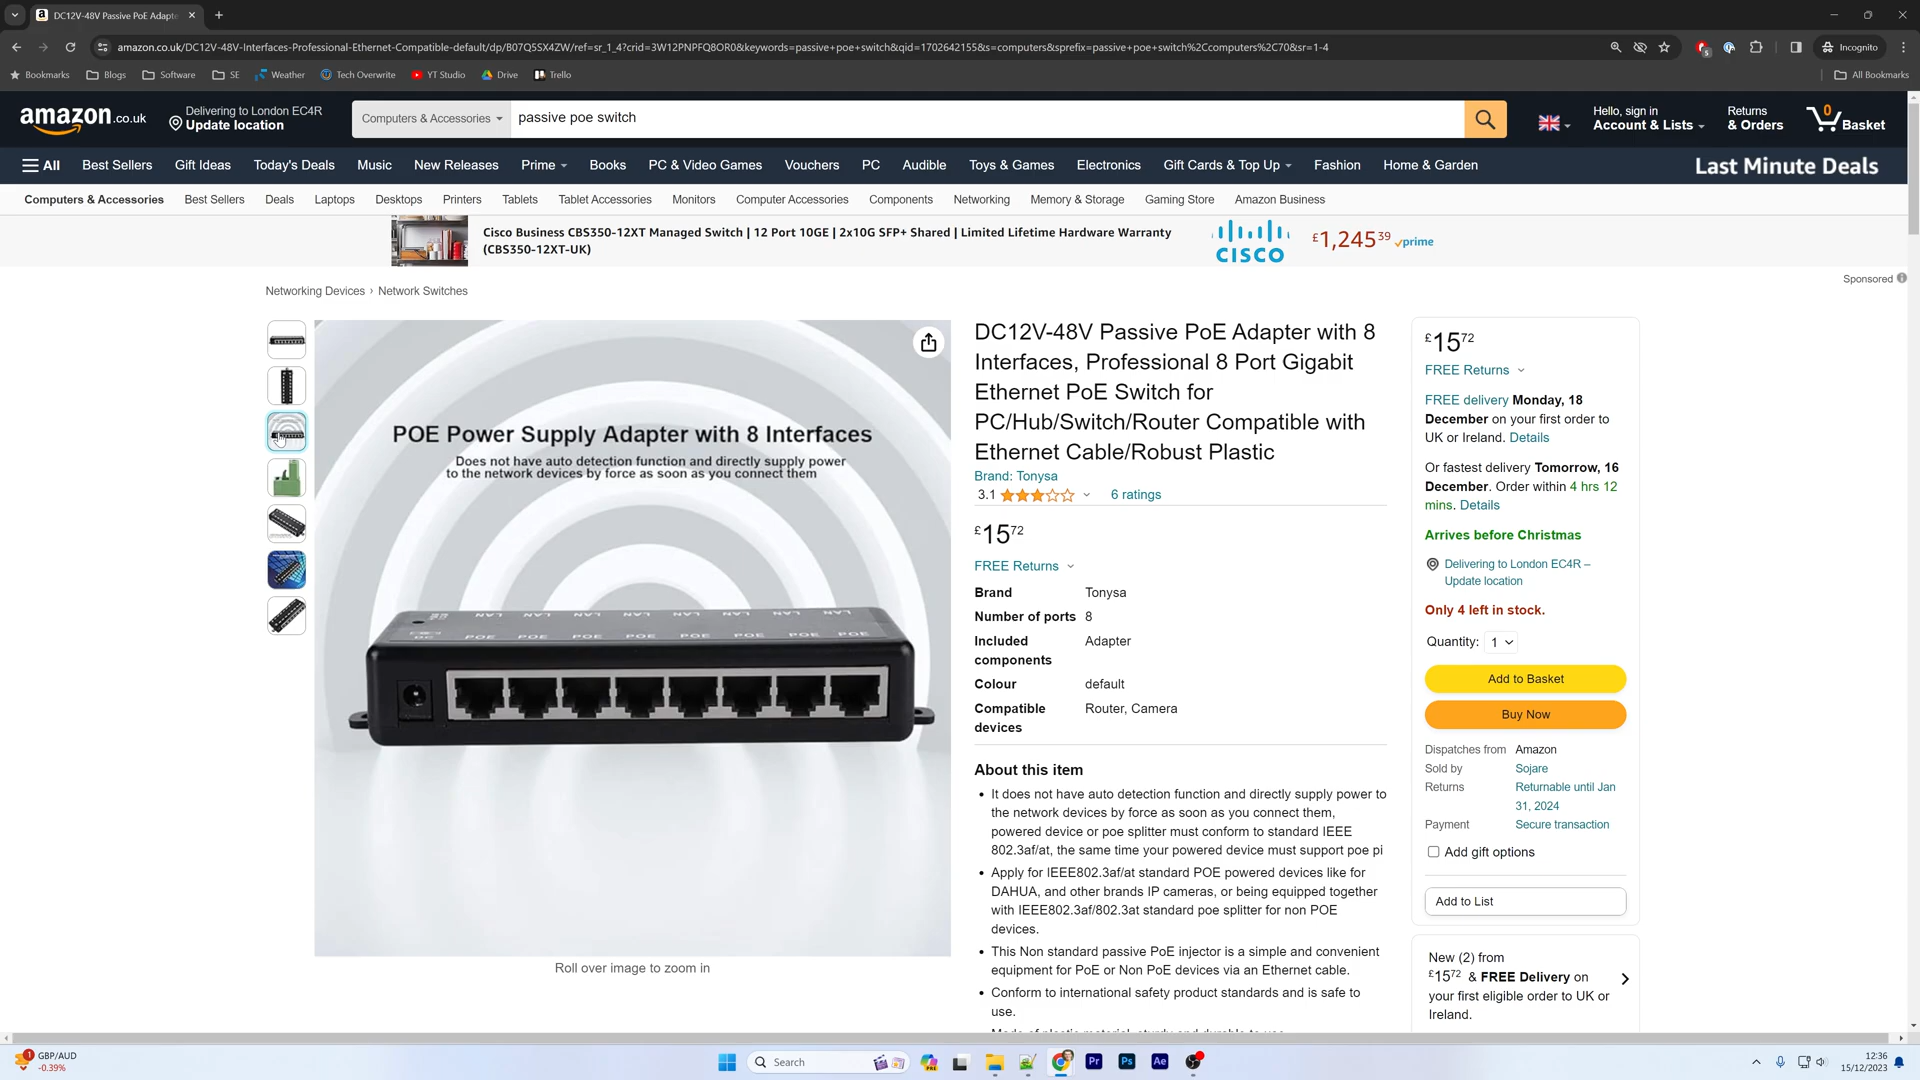 DC12V-48V Passive PoE Adapte
amazon.co.uk/DC12V-48V-Interfaces-Professional-Ethernet-Compatible-default/dp/B07Q5SX4ZW/ref=sr_1_4?crid=3W12PNPFQ8OR0&keywords=passive+poe+switch&qid=1702642155&s=computers&sprefix=passive+poe+switch%2Ccomputers%2C70&sr=1-4
5
Incognito
Bookmarks Blogs Software SE Weather Tech Overwrite YT Studio Drive Trello All Bookmarks
amazon.co.uk
Delivering to London EC4R
Update location
Computers & Accessories
passive poe switch
Hello, sign in
Account & Lists
Returns
& Orders
0
Basket
All Best Sellers Gift Ideas Today's Deals Music New Releases Prime Books PC & Video Games Vouchers PC Audible Toys & Games Electronics Gift Cards & Top Up Fashion Home & Garden Last Minute Deals
Computers & Accessories Best Sellers Deals Laptops Desktops Printers Tablets Tablet Accessories Monitors Computer Accessories Components Networking Memory & Storage Gaming Store Amazon Business
Cisco Business CBS350-12XT Managed Switch | 12 Port 10GE | 2x10G SFP+ Shared | Limited Lifetime Hardware Warranty
(CBS350-12XT-UK)
CISCO
£1,245.39 prime
Sponsored
Networking Devices › Network Switches
POE Power Supply Adapter with 8 Interfaces
Does not have auto detection function and directly supply power
to the network devices by force as soon as you connect them
LAN LAN LAN LAN LAN LAN LAN LAN
POE POE POE POE POE POE POE POE
Roll over image to zoom in
DC12V-48V Passive PoE Adapter with 8
Interfaces, Professional 8 Port Gigabit
Ethernet PoE Switch for
PC/Hub/Switch/Router Compatible with
Ethernet Cable/Robust Plastic
Brand: Tonysa
3.1 6 ratings
£15.72
FREE Returns
Brand Tonysa
Number of ports 8
Included Adapter
components
Colour default
Compatible Router, Camera
devices
About this item
• It does not have auto detection function and directly supply power to
the network devices by force as soon as you connect them,
powered device or poe splitter must conform to standard IEEE
802.3af/at, the same time your powered device must support poe pi
• Apply for IEEE802.3af/at standard POE powered devices like for
DAHUA, and other brands IP cameras, or being equipped together
with IEEE802.3af/802.3at standard poe splitter for non POE
devices.
• This Non standard passive PoE injector is a simple and convenient
equipment for PoE or Non PoE devices via an Ethernet cable.
• Conform to international safety product standards and is safe to
use.
£15.72
FREE Returns
FREE delivery Monday, 18
December on your first order to
UK or Ireland. Details
Or fastest delivery Tomorrow, 16
December. Order within 4 hrs 12
mins. Details
Arrives before Christmas
Delivering to London EC4R –
Update location
Only 4 left in stock.
Quantity: 1
Add to Basket
Buy Now
Dispatches from Amazon
Sold by Sojare
Returns Returnable until Jan
31, 2024
Payment Secure transaction
Add gift options
Add to List
New (2) from
£15.72 & FREE Delivery on
your first eligible order to UK or
Ireland.
1
GBP/AUD
-0.39%
Search
PRE
Pr Ps Ae
12:36
15/12/2023